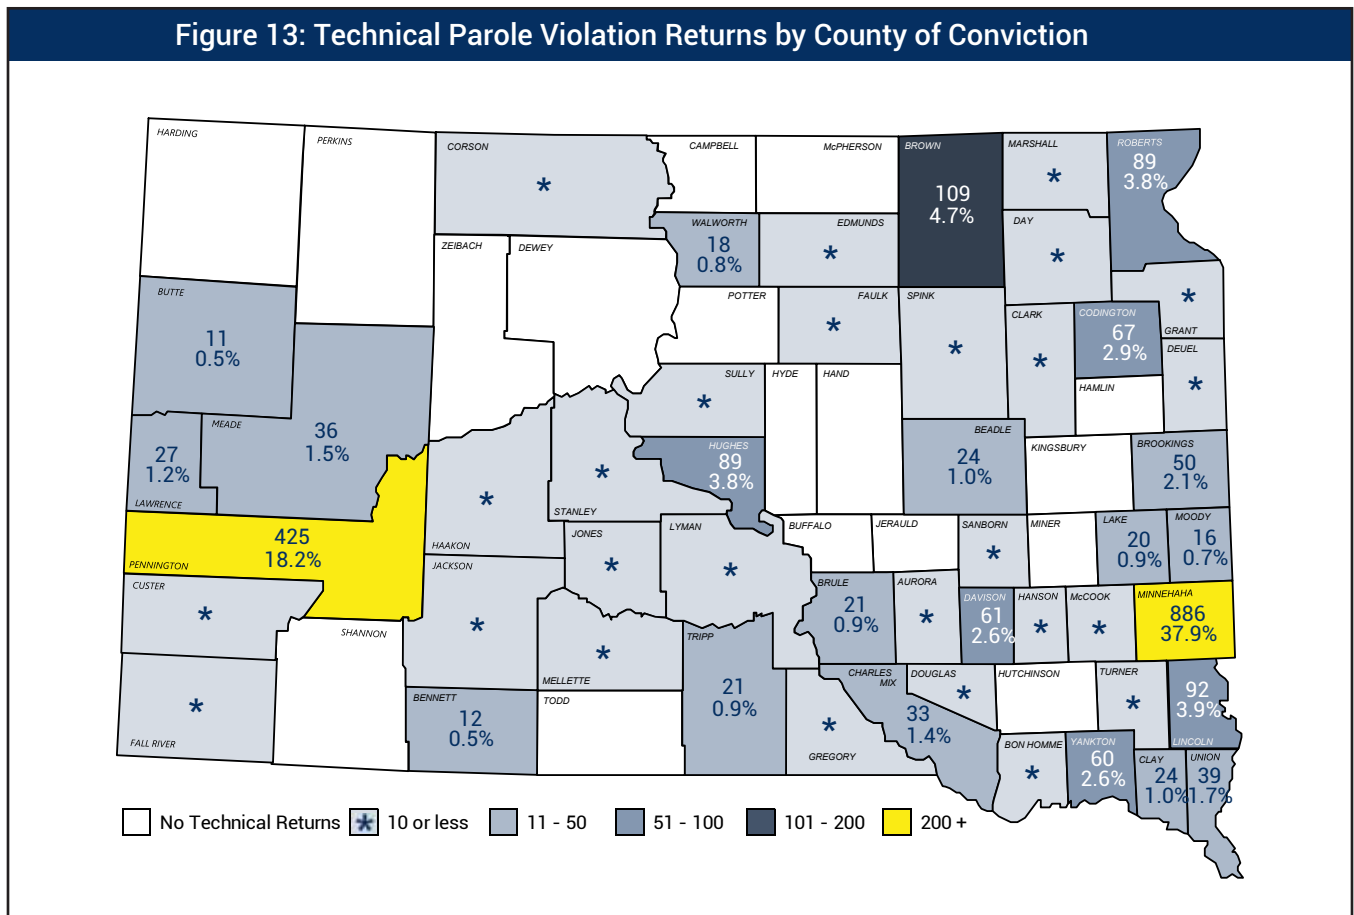 Figure 13: Technical Parole Violation Returns by County of Conviction
HARDING
PERKINS
CORSON
*
CAMPBELL
McPHERSON
BROWN
109
4.7%
MARSHALL
*
ROBERTS
89
3.8%
WALWORTH
18
0.8%
EDMUNDS
*
DAY
*
ZEIBACH
DEWEY
BUTTE
11
0.5%
POTTER
FAULK
*
SPINK
*
CLARK
*
CODINGTON
67
2.9%
*
GRANT
DEUEL
*
HAMLIN
MEADE
36
1.5%
SULLY
*
HYDE
HAND
27
1.2%
LAWRENCE
HUGHES
89
3.8%
BEADLE
24
1.0%
KINGSBURY
BROOKINGS
50
2.1%
*
STANLEY
*
HAAKON
425
18.2%
PENNINGTON
JONES
*
LYMAN
*
BUFFALO
JERAULD
SANBORN
*
MINER
LAKE
20
0.9%
MOODY
16
0.7%
CUSTER
*
JACKSON
*
BRULE
21
0.9%
AURORA
*
DAVISON
61
2.6%
HANSON
*
McCOOK
*
MINNEHAHA
886
37.9%
SHANNON
*
MELLETTE
TRIPP
21
0.9%
*
FALL RIVER
BENNETT
12
0.5%
TODD
*
GREGORY
CHARLES
MIX
33
1.4%
DOUGLAS
*
HUTCHINSON
TURNER
*
92
3.9%
LINCOLN
BON HOMME
*
YANKTON
60
2.6%
CLAY
24
1.0%
UNION
39
1.7%
No Technical Returns
* 10 or less
11 - 50
51 - 100
101 - 200
200 +